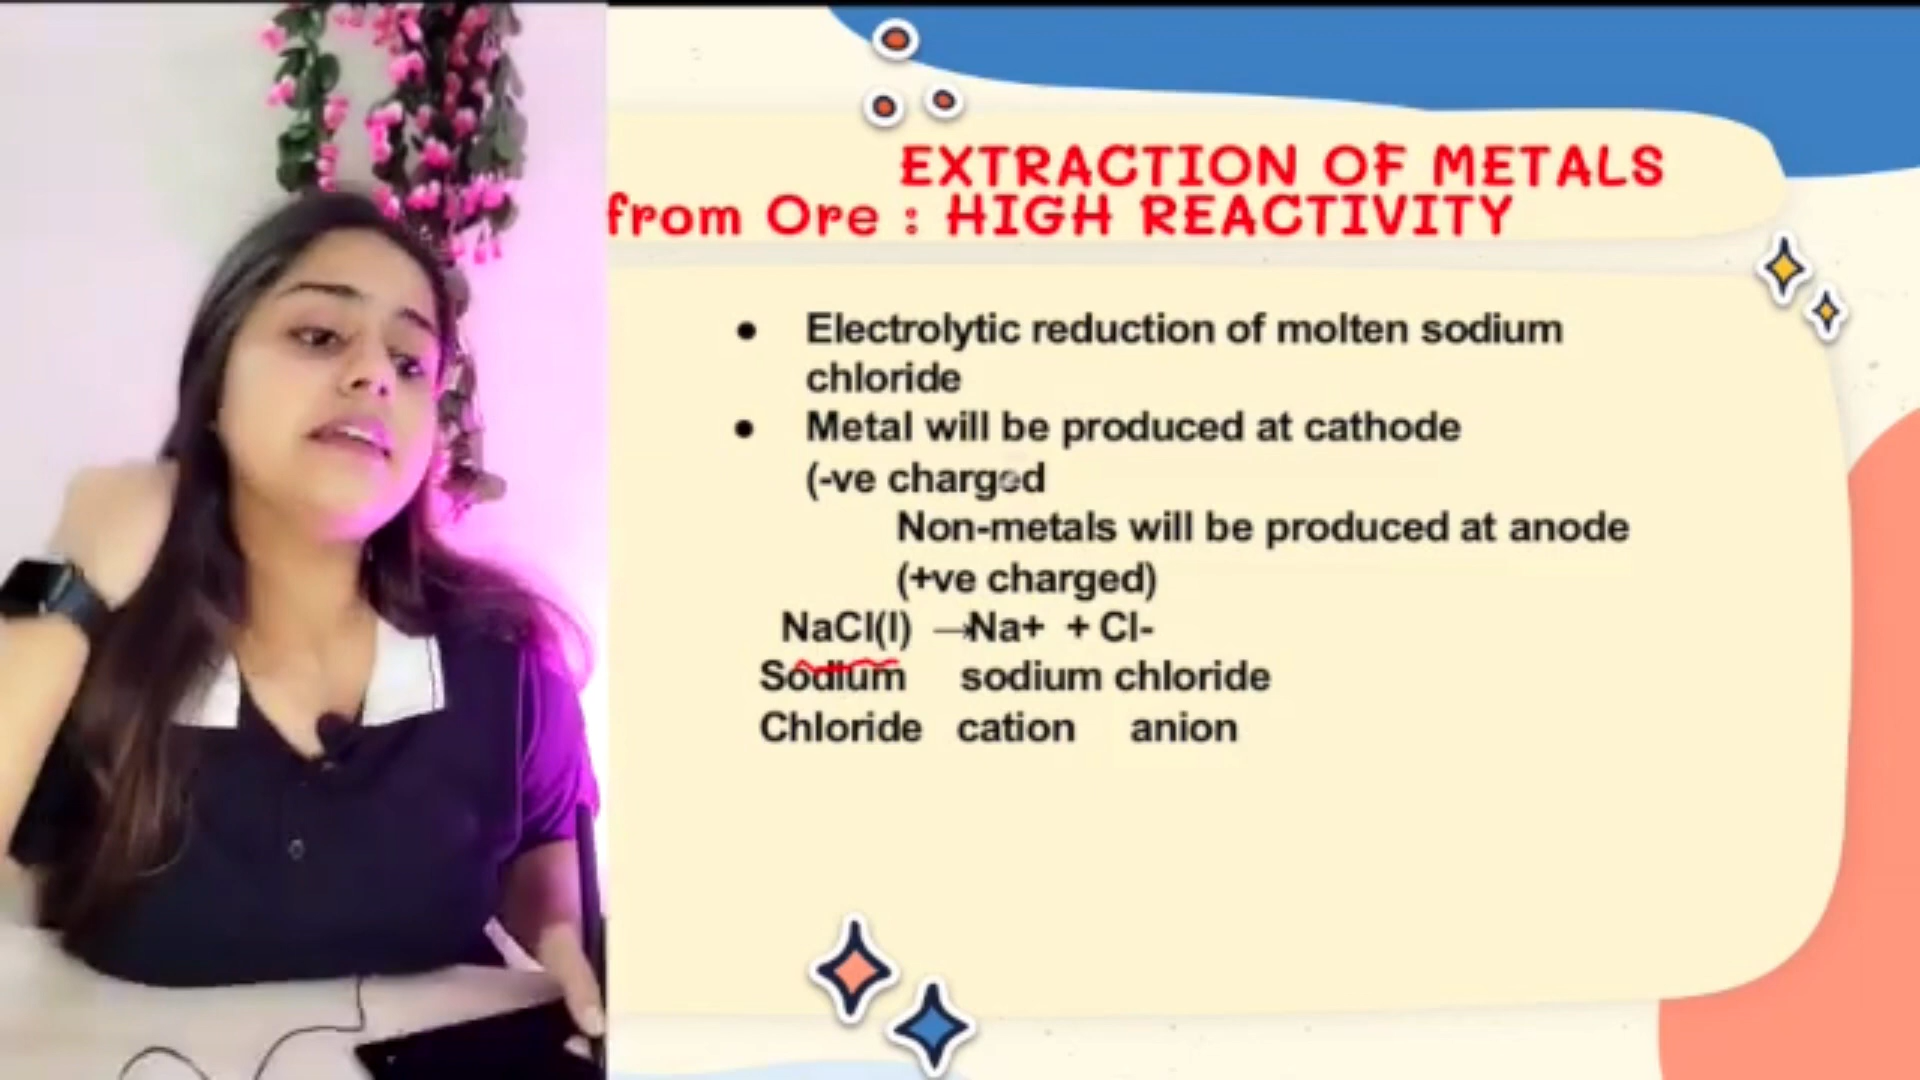 EXTRACTION OF METALS
from Ore : HIGH REACTIVITY
● Electrolytic reduction of molten sodium
chloride
● Metal will be produced at cathode
(-ve charged
Non-metals will be produced at anode
(+ve charged)
NaCl(l) →Na+ + Cl-
Sodium sodium chloride
Chloride cation anion